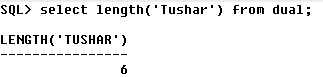 SQL> select length('Tushar') from dual;
LENGTH('TUSHAR')
----------------
6